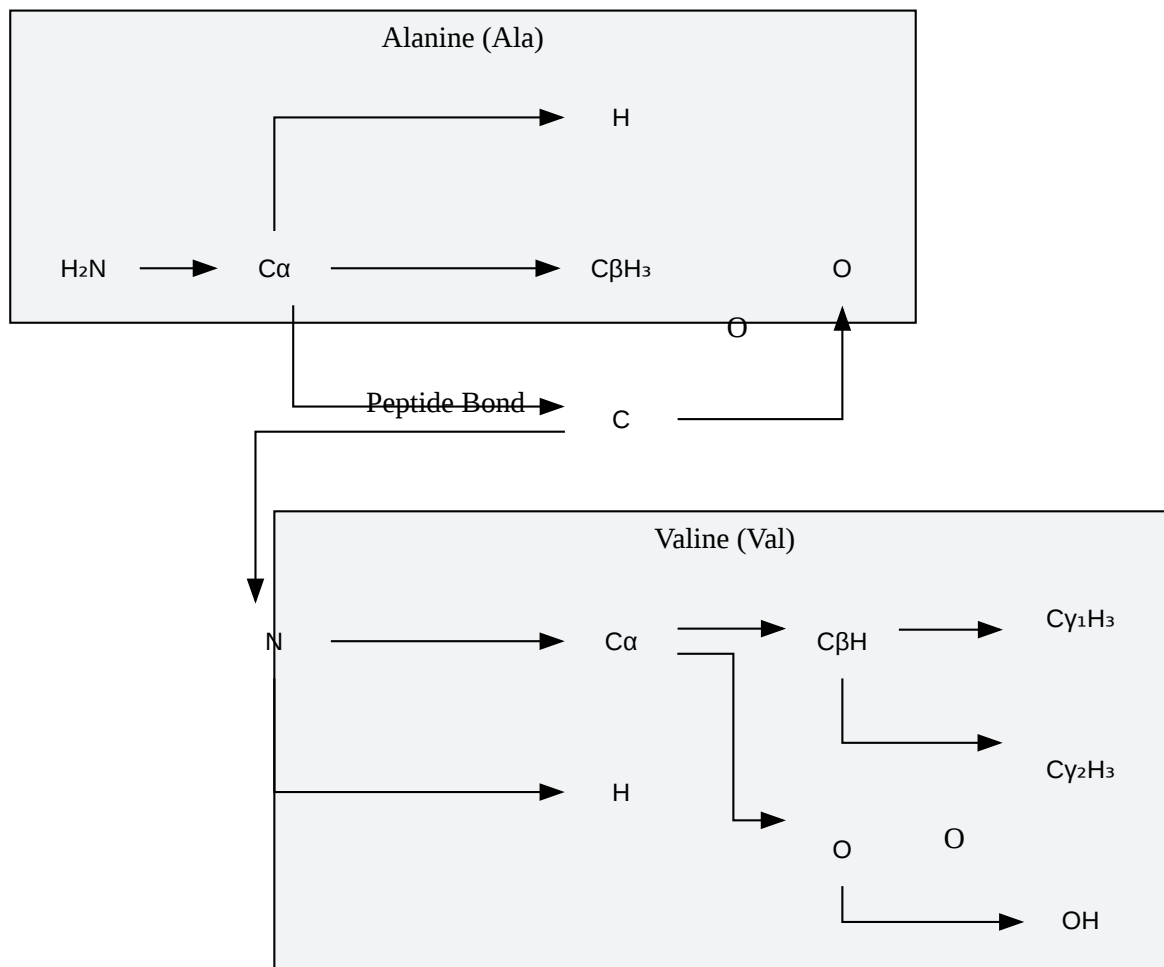 Alanine (Ala)
H
H₂N
Cα
CβH₃
O
O
Peptide Bond
C
Valine (Val)
Cγ₁H₃
N
Cα
CβH
Cγ₂H₃
H
O
O
OH